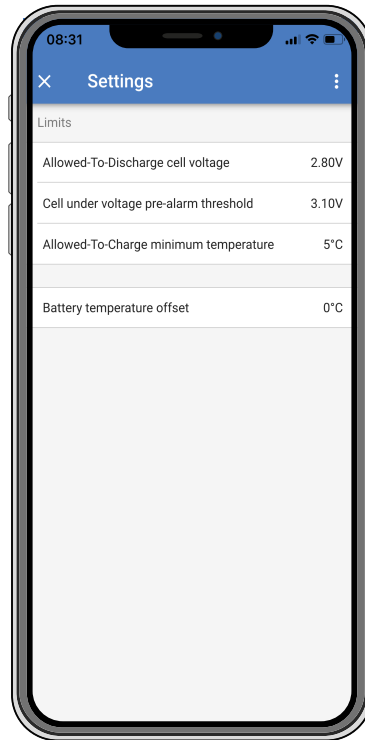 08:31
Settings
Limits
Allowed-To-Discharge cell voltage 2.80V
Cell under voltage pre-alarm threshold 3.10V
Allowed-To-Charge minimum temperature 5°C
Battery temperature offset 0°C